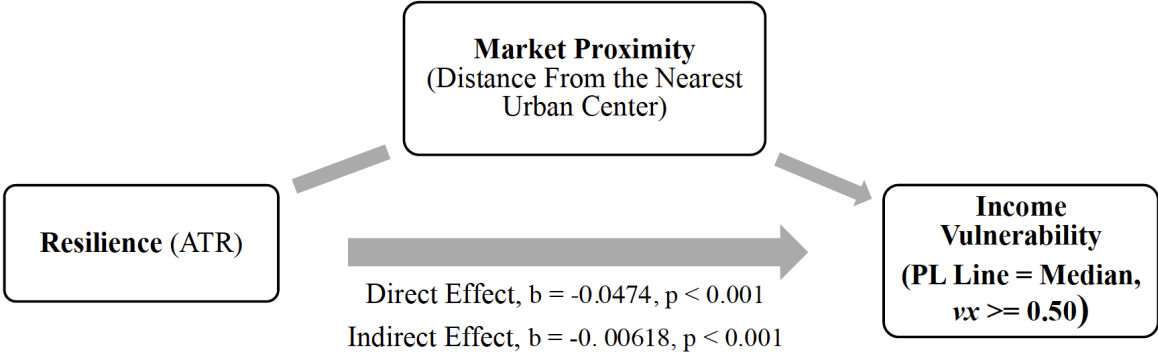 Market Proximity
(Distance From the Nearest
Urban Center)
Resilience (ATR)
Income
Vulnerability
(PL Line = Median,
vx >= 0.50)
Direct Effect, b = -0.0474, p < 0.001
Indirect Effect, b = -0. 00618, p < 0.001